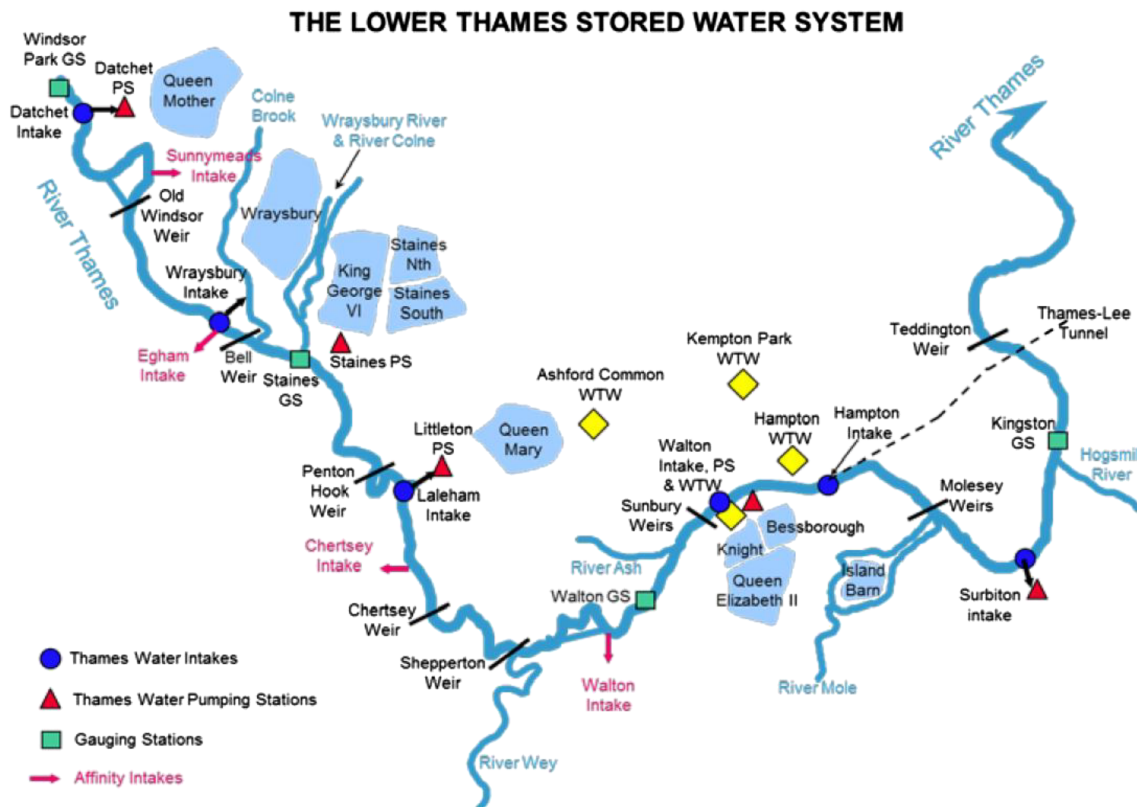 THE LOWER THAMES STORED WATER SYSTEM
Windsor
Park GS
Datchet
PS
Queen
Mother
Datchet
Intake
Colne
Brook
Wraysbury River
& River Colne
Sunnymeads
Intake
River Thames
Old
Windsor
Weir
Wraysbury
Staines
Nth
King
George
VI
Staines
South
Wraysbury
Intake
Egham
Intake
Bell
Weir
Staines
GS
Staines PS
River Thames
Thames-Lee
Tunnel
Teddington
Weir
Kempton Park
WTW
Ashford Common
WTW
Hampton
WTW
Hampton
Intake
Kingston
GS
Hogsmil
River
Littleton
PS
Queen
Mary
Walton
Intake, PS
& WTW
Penton
Hook
Weir
Laleham
Intake
Sunbury
Weirs
Molesey
Weirs
Bessborough
Knight
Chertsey
Intake
River Ash
Queen
Elizabeth II
Island
Barn
Walton GS
Surbiton
intake
Chertsey
Weir
Shepperton
Weir
Walton
Intake
River Mole
River Wey
Thames Water Intakes
Thames Water Pumping Stations
Gauging Stations
Affinity Intakes